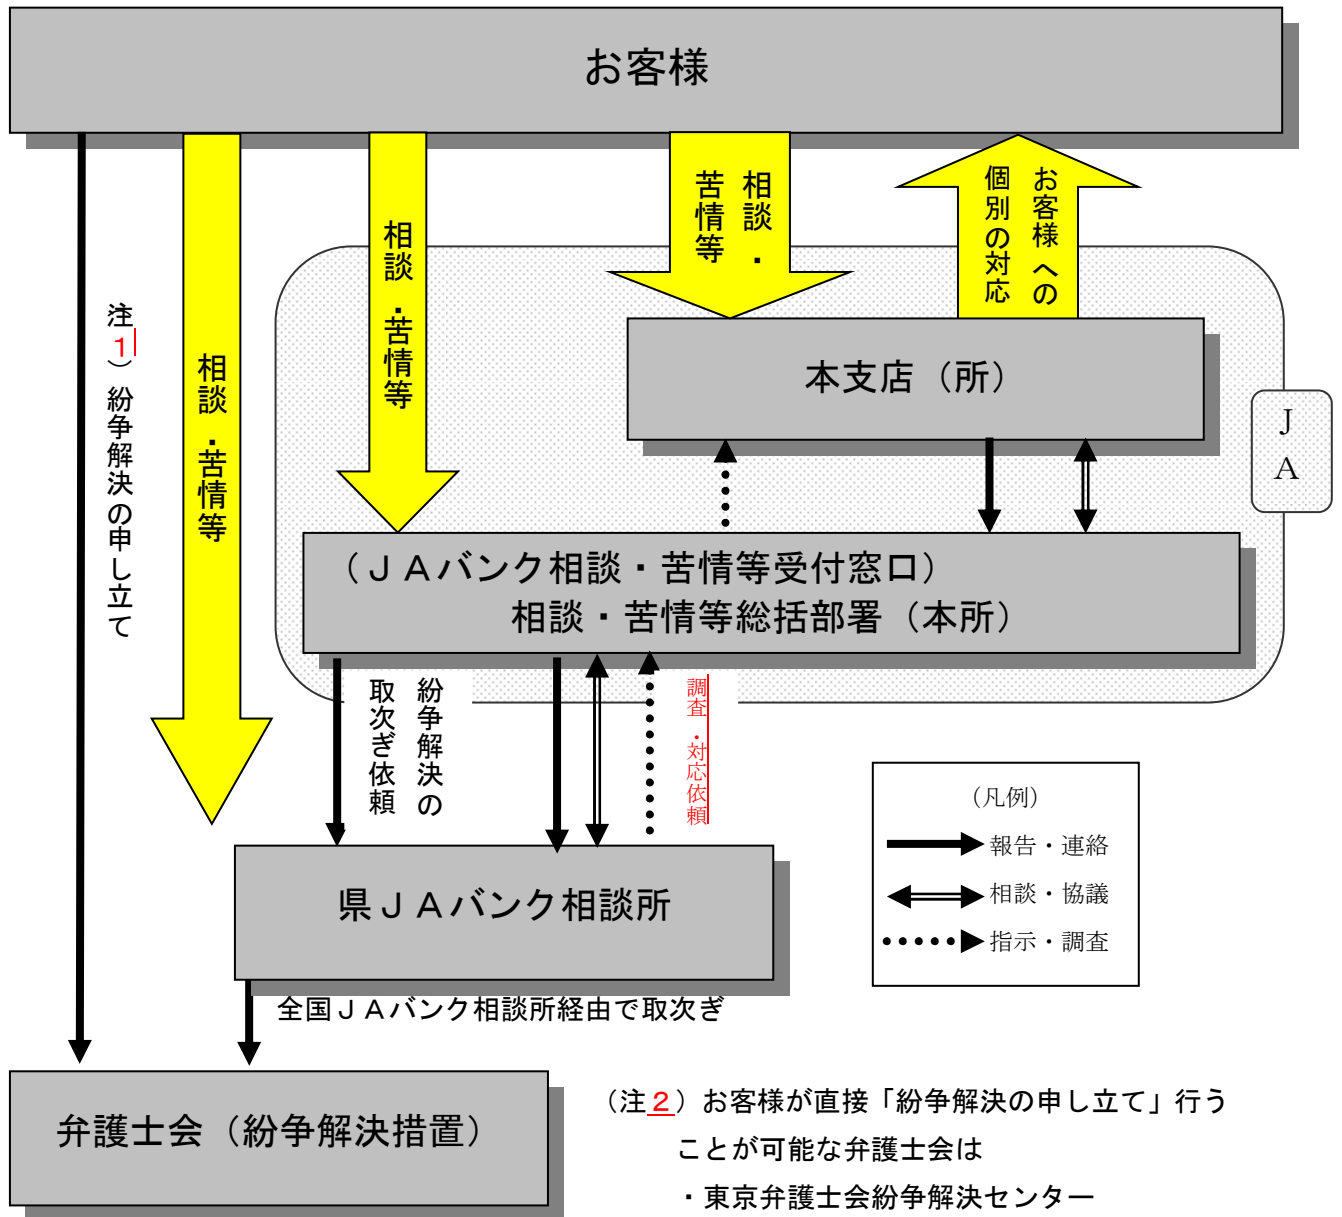 お客様
相談・
苦情等
お客様への
個別の対応
相談・苦情等
相談・苦情等
注1）紛争解決の申し立て
本支店（所）
JA
（ＪＡバンク相談・苦情等受付窓口）
相談・苦情等総括部署（本所）
紛争解決の
取次ぎ依頼
調査・対応依頼
（凡例）
報告・連絡
相談・協議
指示・調査
県ＪＡバンク相談所
全国ＪＡバンク相談所経由で取次ぎ
弁護士会（紛争解決措置）
（注２）お客様が直接「紛争解決の申し立て」行う
ことが可能な弁護士会は
・東京弁護士会紛争解決センター